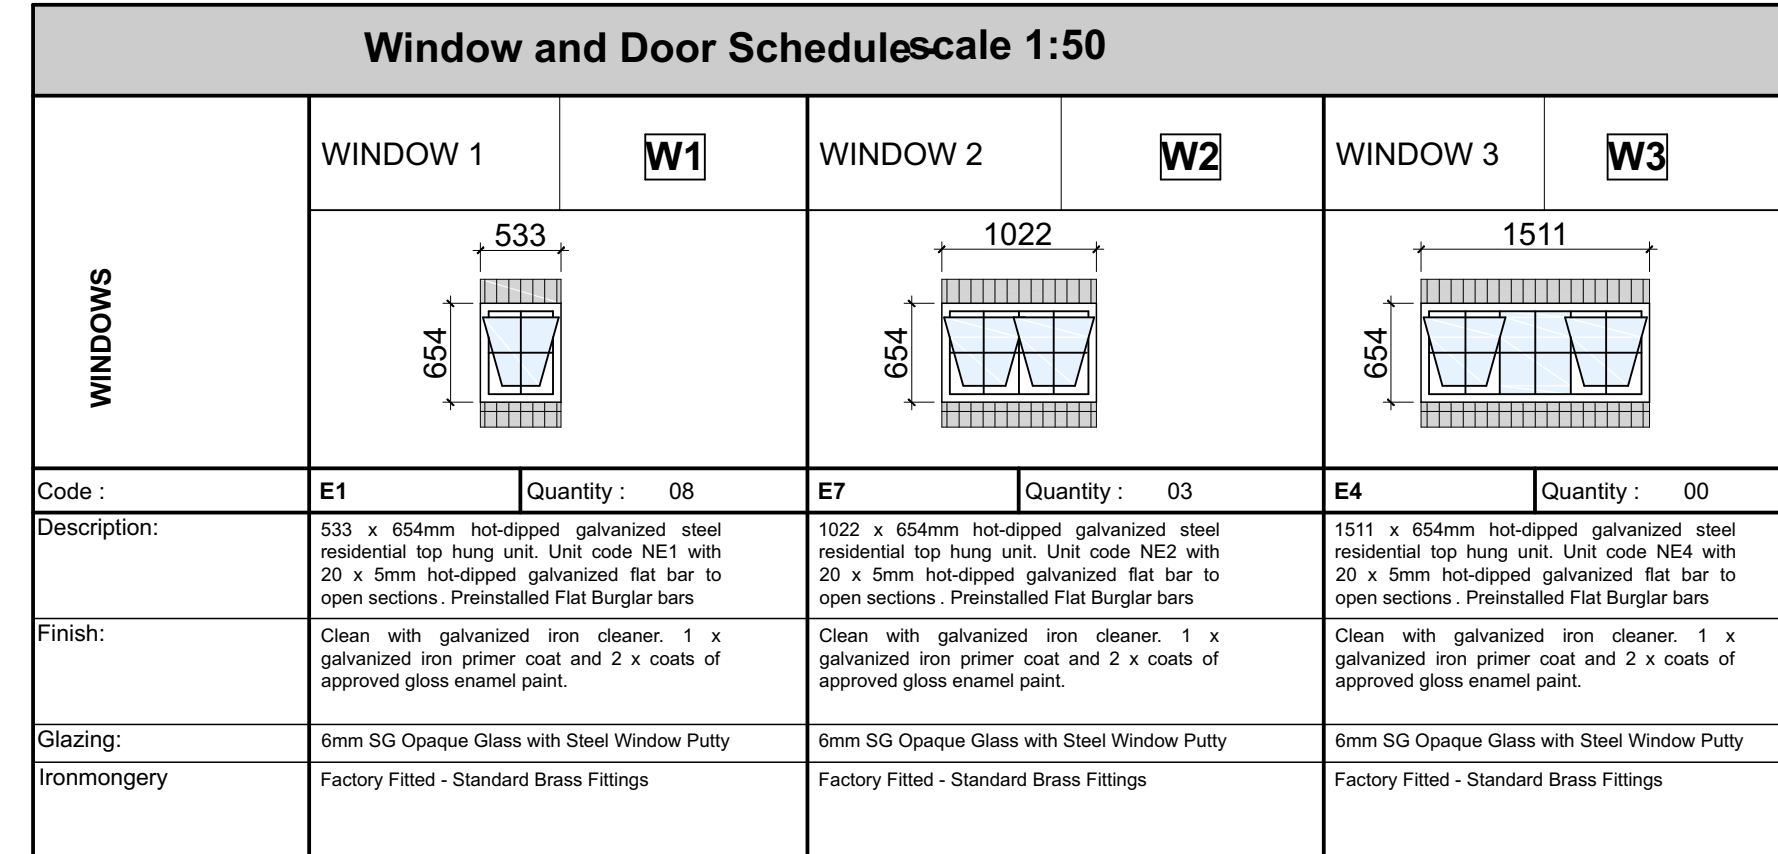 Window and Door Schedule-scale 1:50
WINDOWS
WINDOW 1
W1
WINDOW 2
W2
WINDOW 3
W3
533
654
1022
654
1511
654
Code :
E1
Quantity : 08
E7
Quantity : 03
E4
Quantity : 00
Description:
533 x 654mm hot-dipped galvanized steel
residential top hung unit. Unit code NE1 with
20 x 5mm hot-dipped galvanized flat bar to
open sections . Preinstalled Flat Burglar bars
1022 x 654mm hot-dipped galvanized steel
residential top hung unit. Unit code NE2 with
20 x 5mm hot-dipped galvanized flat bar to
open sections . Preinstalled Flat Burglar bars
1511 x 654mm hot-dipped galvanized steel
residential top hung unit. Unit code NE4 with
20 x 5mm hot-dipped galvanized flat bar to
open sections . Preinstalled Flat Burglar bars
Finish:
Clean with galvanized iron cleaner. 1 x
galvanized iron primer coat and 2 x coats of
approved gloss enamel paint.
Clean with galvanized iron cleaner. 1 x
galvanized iron primer coat and 2 x coats of
approved gloss enamel paint.
Clean with galvanized iron cleaner. 1 x
galvanized iron primer coat and 2 x coats of
approved gloss enamel paint.
Glazing:
6mm SG Opaque Glass with Steel Window Putty
6mm SG Opaque Glass with Steel Window Putty
6mm SG Opaque Glass with Steel Window Putty
Ironmongery
Factory Fitted - Standard Brass Fittings
Factory Fitted - Standard Brass Fittings
Factory Fitted - Standard Brass Fittings